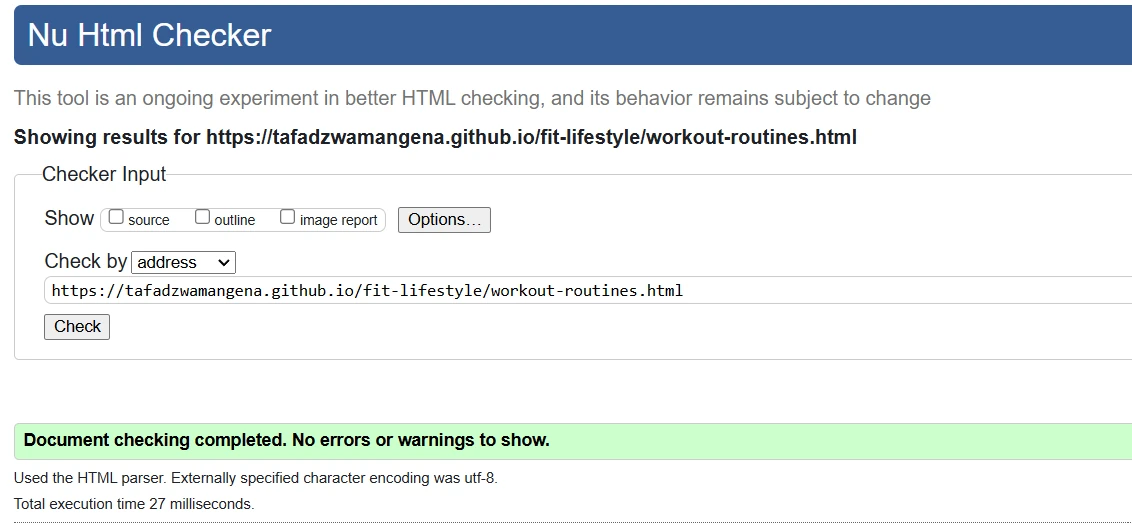 Nu Html Checker
This tool is an ongoing experiment in better HTML checking, and its behavior remains subject to change
Showing results for https://tafadzwamangena.github.io/fit-lifestyle/workout-routines.html
Checker Input
Show source outline image report Options...
Check by address
https://tafadzwamangena.github.io/fit-lifestyle/workout-routines.html
Check
Document checking completed. No errors or warnings to show.
Used the HTML parser. Externally specified character encoding was utf-8.
Total execution time 27 milliseconds.